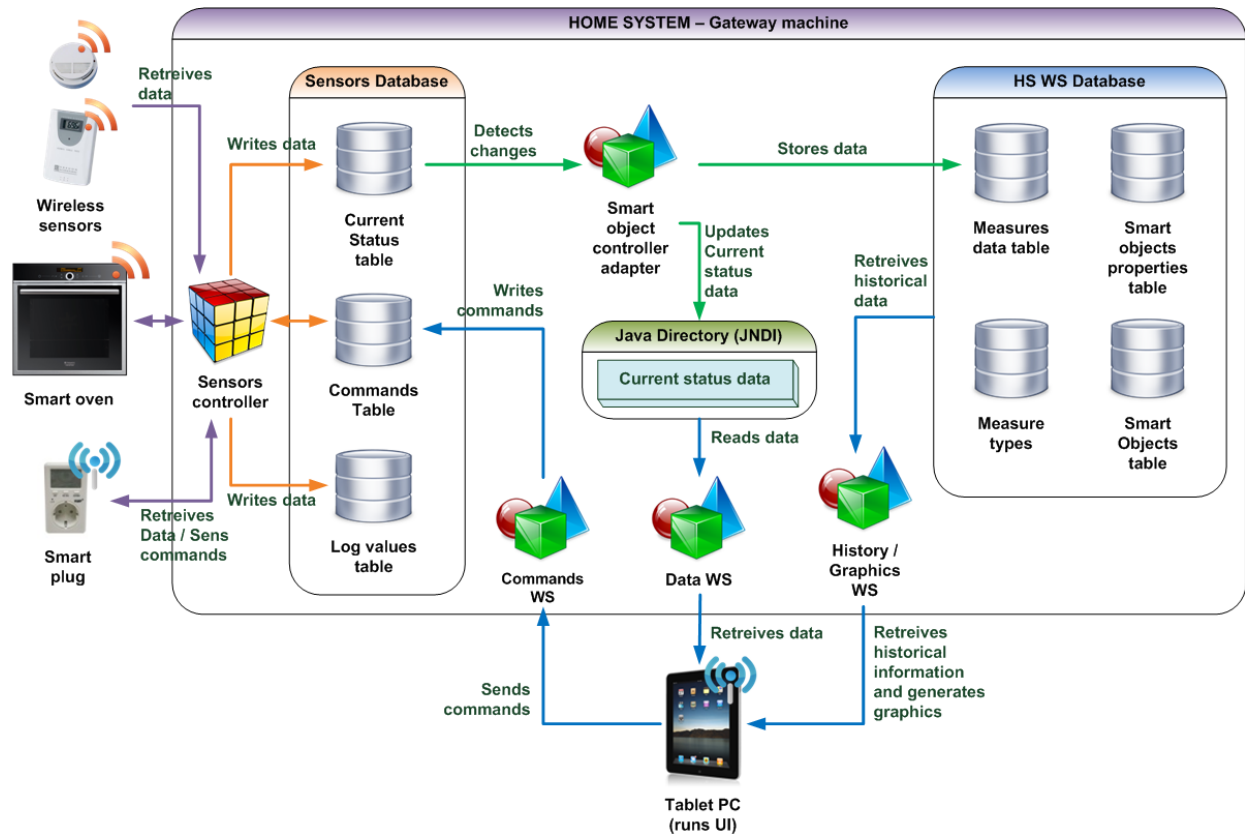 HOME SYSTEM – Gateway machine
Retreives
data
Wireless
sensors
Smart oven
Smart
plug
Sensors
controller
Retreives
Data / Sens
commands
Writes data
Writes data
Sensors Database
Current
Status
table
Commands
Table
Log values
table
Detects
changes
Smart
object
controller
adapter
Stores data
Updates
Current
status
data
Writes
commands
Java Directory (JNDI)
Current status data
Reads data
Retreives
historical
data
HS WS Database
Measures
data table
Smart
objects
properties
table
Measure
types
Smart
Objects
table
Commands
WS
Data WS
History /
Graphics
WS
Sends
commands
Retreives data
Retreives
historical
information
and generates
graphics
Tablet PC
(runs UI)